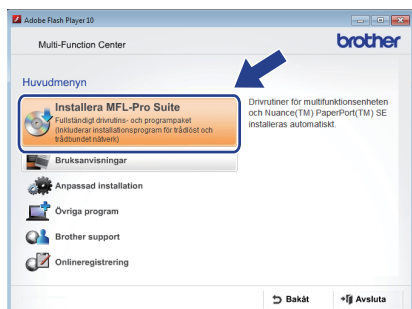 Adobe Flash Player 10
Multi-Function Center
brother
Huvudmenyn
Installera MFL-Pro Suite
Fullständigt drivrutins- och programpaket
(inkluderar installationsprogram för trådlöst och
trådbundet nätverk)
Drivrutiner för multifunktionsenheten
och Nuance(TM) PaperPort(TM) SE
installeras automatiskt.
Bruksanvisningar
Anpassad installation
Övriga program
Brother support
Onlineregistrering
Bakåt
Avsluta